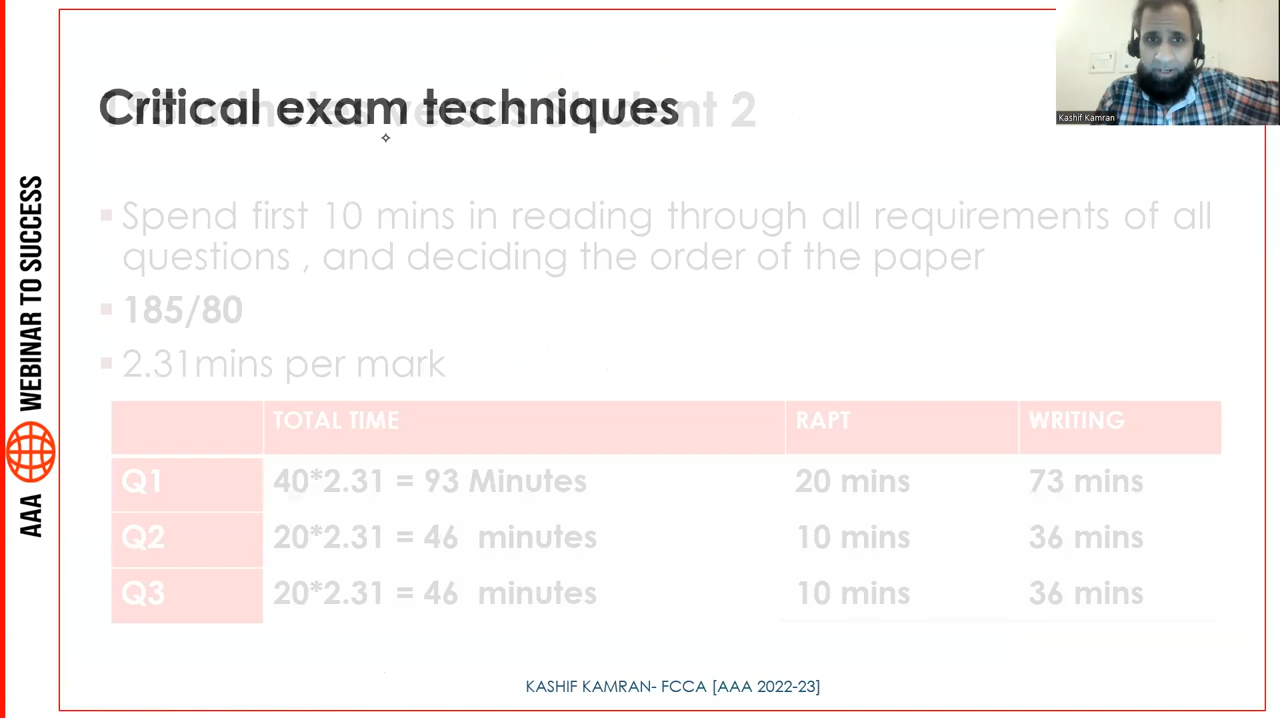 Critical exam techniques
Student 2
Kashif Kamran
▪ Spend first 10 mins in reading through all requirements of all
questions , and deciding the order of the paper
▪ 185/80
▪ 2.31mins per mark
TOTAL TIME RAPT WRITING
Q1 40*2.31 = 93 Minutes 20 mins 73 mins
Q2 20*2.31 = 46 minutes 10 mins 36 mins
Q3 20*2.31 = 46 minutes 10 mins 36 mins
AAA WEBINAR TO SUCCESS
KASHIF KAMRAN- FCCA [AAA 2022-23]